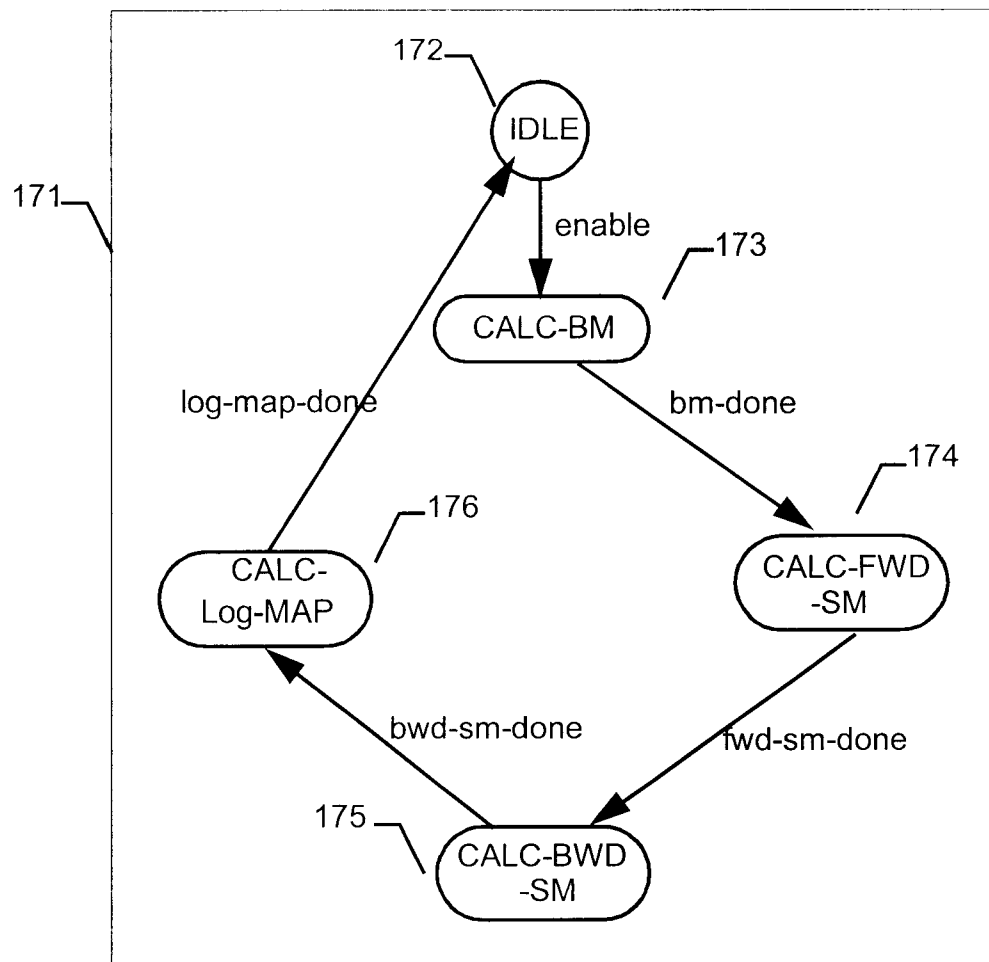 172
IDLE
171
enable
173
CALC-BM
log-map-done
bm-done
174
176
CALC-
Log-MAP
CALC-FWD
-SM
bwd-sm-done
fwd-sm-done
175
CALC-BWD
-SM